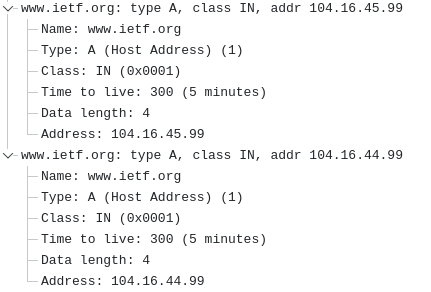 www.ietf.org: type A, class IN, addr 104.16.45.99
Name: www.ietf.org
Type: A (Host Address) (1)
Class: IN (0x0001)
Time to live: 300 (5 minutes)
Data length: 4
Address: 104.16.45.99
www.ietf.org: type A, class IN, addr 104.16.44.99
Name: www.ietf.org
Type: A (Host Address) (1)
Class: IN (0x0001)
Time to live: 300 (5 minutes)
Data length: 4
Address: 104.16.44.99